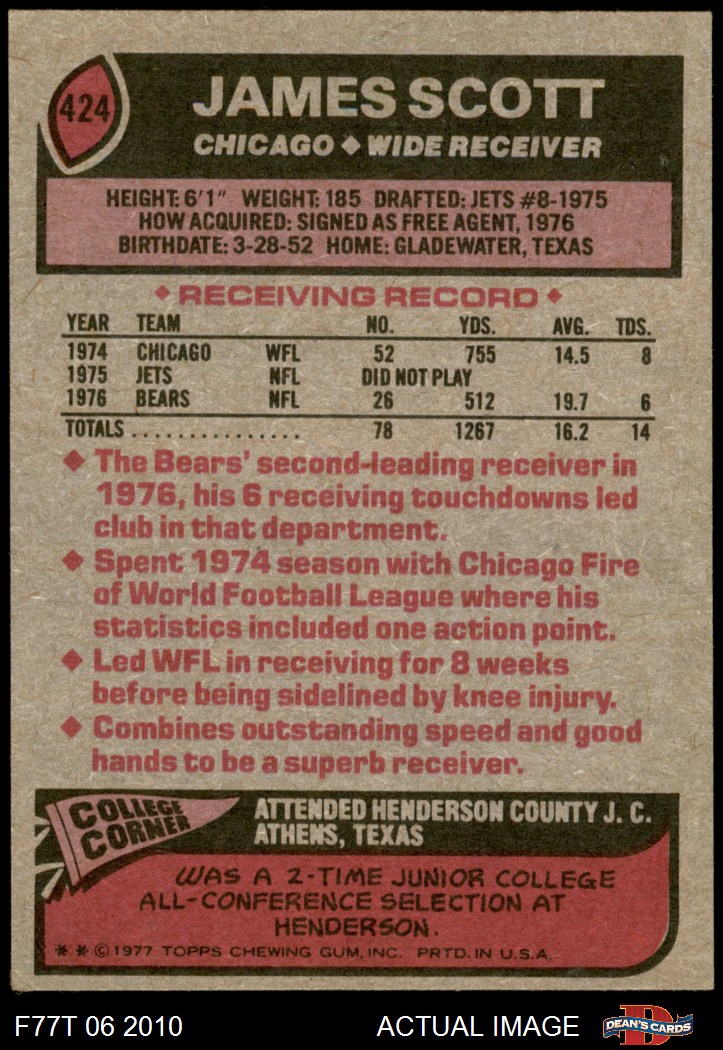 424
JAMES SCOTT
CHICAGO ◆ WIDE RECEIVER
HEIGHT: 6'1" WEIGHT: 185 DRAFTED: JETS #8-1975
HOW ACQUIRED: SIGNED AS FREE AGENT, 1976
BIRTHDATE: 3-28-52 HOME: GLADEWATER, TEXAS
◆ RECEIVING RECORD ◆
YEAR TEAM NO. YDS. AVG. TDS.
1974 CHICAGO WFL 52 755 14.5 8
1975 JETS NFL DID NOT PLAY
1976 BEARS NFL 26 512 19.7 6
TOTALS ................ 78 1267 16.2 14
◆ The Bears' second-leading receiver in
1976, his 6 receiving touchdowns led
club in that department.
◆ Spent 1974 season with Chicago Fire
of World Football League where his
statistics included one action point.
◆ Led WFL in receiving for 8 weeks
before being sidelined by knee injury.
◆ Combines outstanding speed and good
hands to be a superb receiver.
COLLEGE
CORNER
ATTENDED HENDERSON COUNTY J. C.
ATHENS, TEXAS
WAS A 2-TIME JUNIOR COLLEGE
ALL-CONFERENCE SELECTION AT
HENDERSON.
* * © 1977 TOPPS CHEWING GUM, INC. PRTD. IN U.S.A.
F77T 06 2010 ACTUAL IMAGE D DEAN'S CARDS